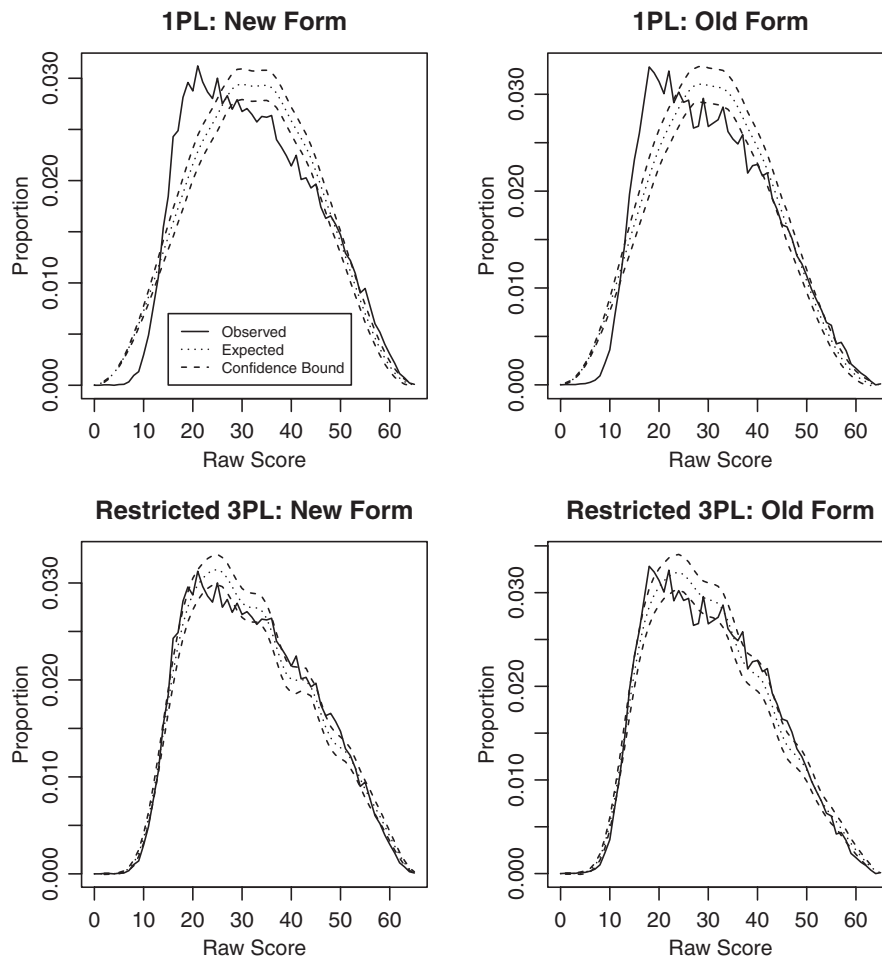 1PL: New Form
Proportion
0.000 0.010 0.020 0.030
Observed
Expected
Confidence Bound
0 10 20 30 40 50 60
Raw Score
1PL: Old Form
Proportion
0.000 0.010 0.020 0.030
0 10 20 30 40 50 60
Raw Score
Restricted 3PL: New Form
Proportion
0.000 0.010 0.020 0.030
0 10 20 30 40 50 60
Raw Score
Restricted 3PL: Old Form
Proportion
0.000 0.010 0.020 0.030
0 10 20 30 40 50 60
Raw Score